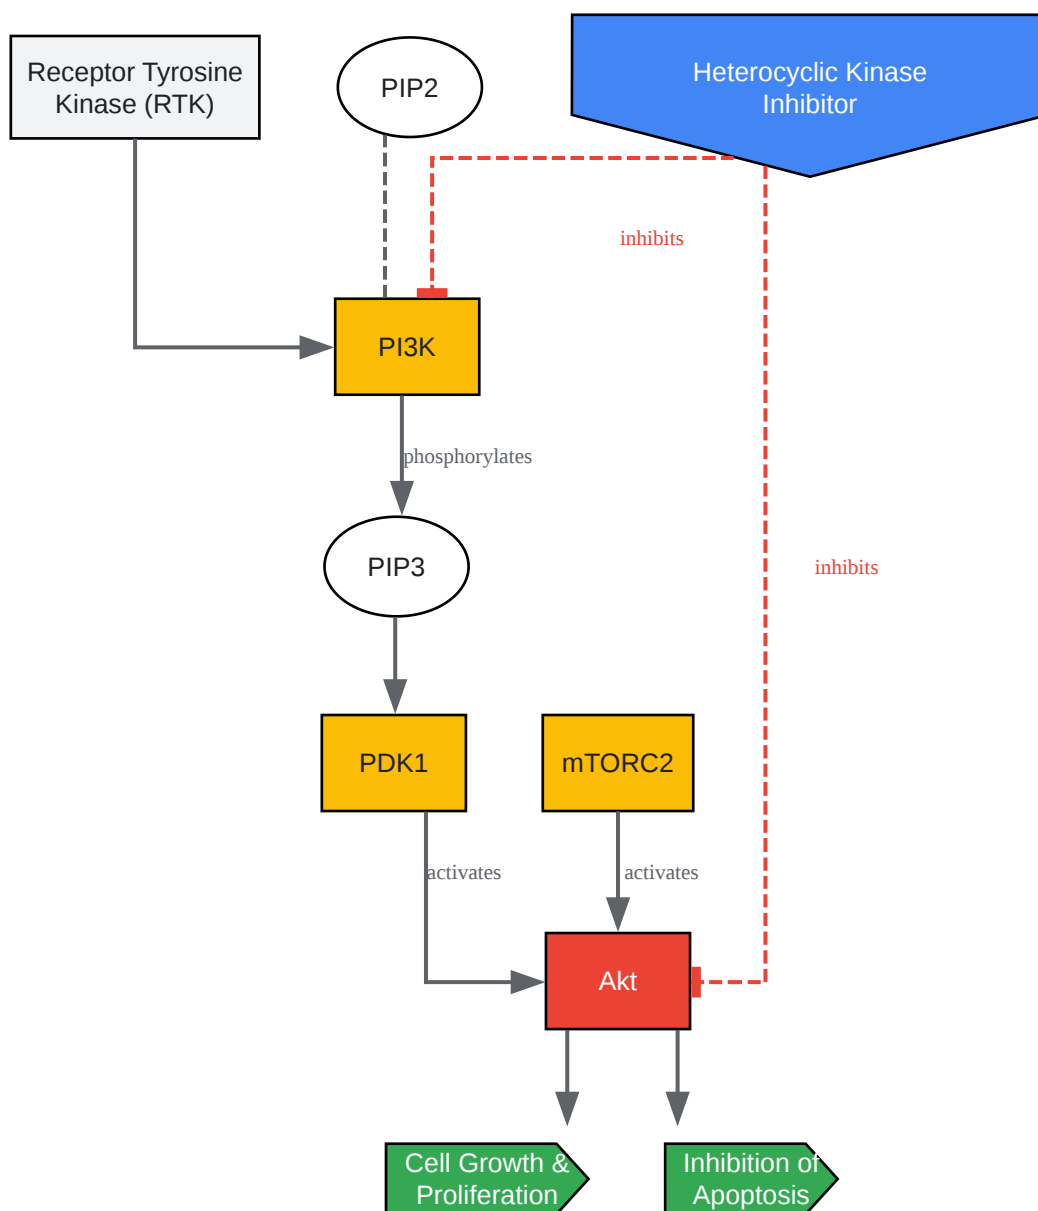 Receptor Tyrosine
Kinase (RTK)
PIP2
Heterocyclic Kinase
Inhibitor
inhibits
PI3K
phosphorylates
PIP3
inhibits
PDK1
mTORC2
activates
activates
Akt
Cell Growth &
Proliferation
Inhibition of
Apoptosis